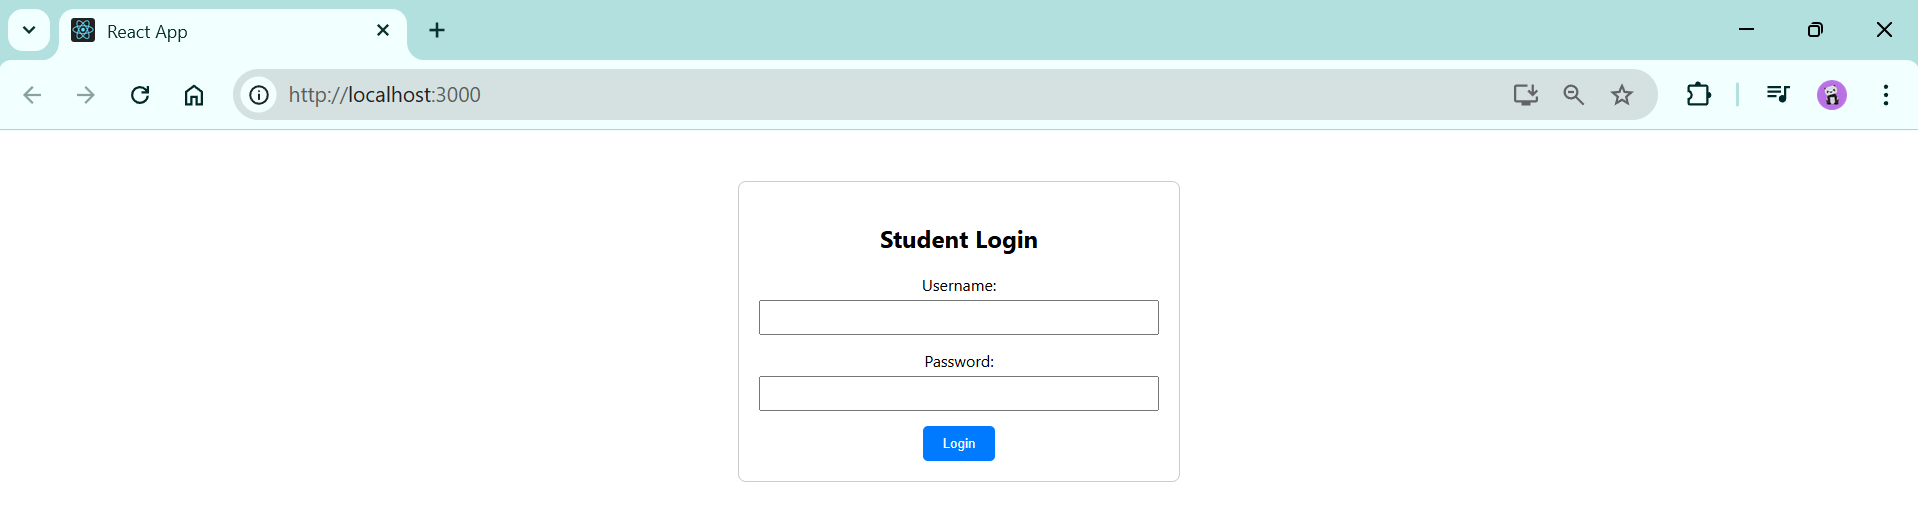 React App
http://localhost:3000
Student Login
Username:
Password:
Login